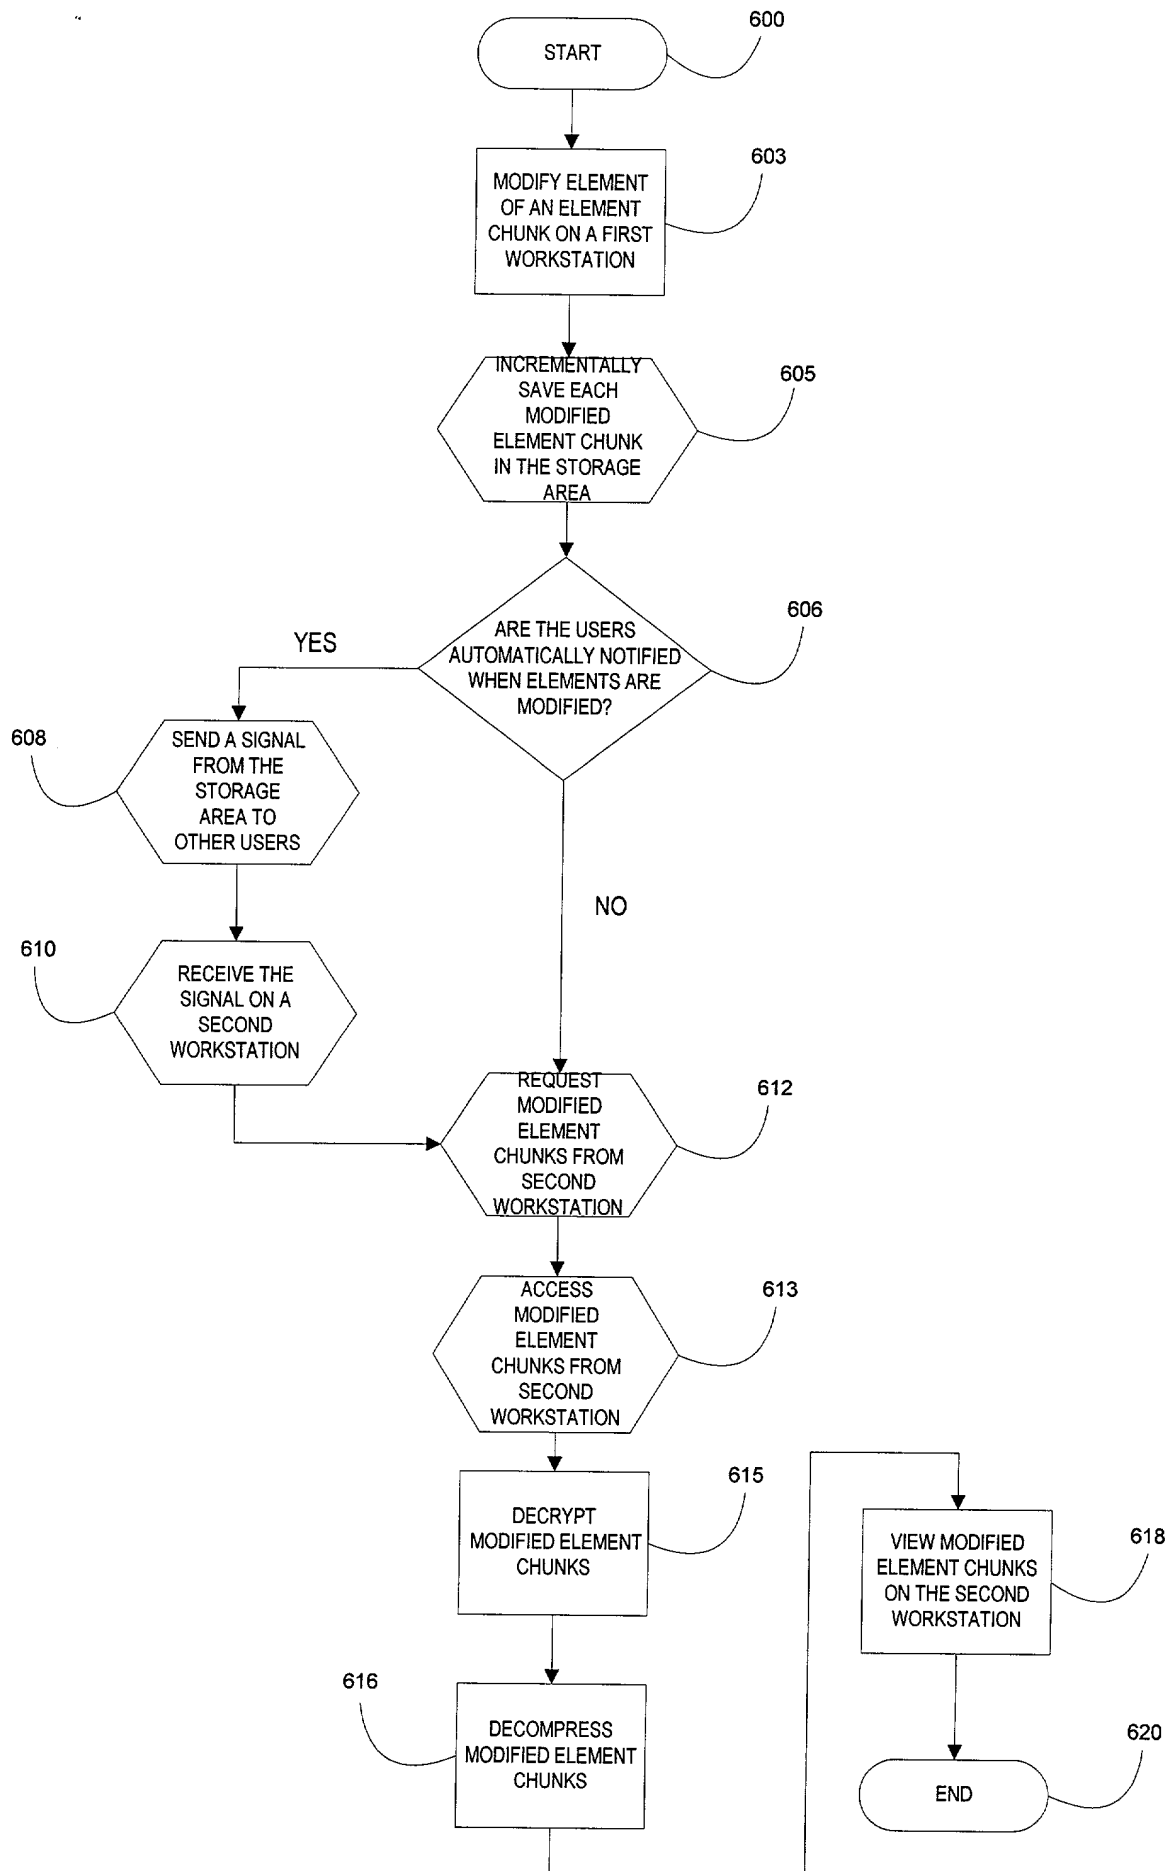 600
START
603
MODIFY ELEMENT
OF AN ELEMENT
CHUNK ON A FIRST
WORKSTATION
INCREMENTALLY
SAVE EACH
MODIFIED
ELEMENT CHUNK
IN THE STORAGE
AREA
605
606
ARE THE USERS
AUTOMATICALLY NOTIFIED
WHEN ELEMENTS ARE
MODIFIED?
YES
608
SEND A SIGNAL
FROM THE
STORAGE
AREA TO
OTHER USERS
NO
610
RECEIVE THE
SIGNAL ON A
SECOND
WORKSTATION
612
REQUEST
MODIFIED
ELEMENT
CHUNKS FROM
SECOND
WORKSTATION
613
ACCESS
MODIFIED
ELEMENT
CHUNKS FROM
SECOND
WORKSTATION
615
DECRYPT
MODIFIED ELEMENT
CHUNKS
616
DECOMPRESS
MODIFIED ELEMENT
CHUNKS
618
VIEW MODIFIED
ELEMENT CHUNKS
ON THE SECOND
WORKSTATION
620
END